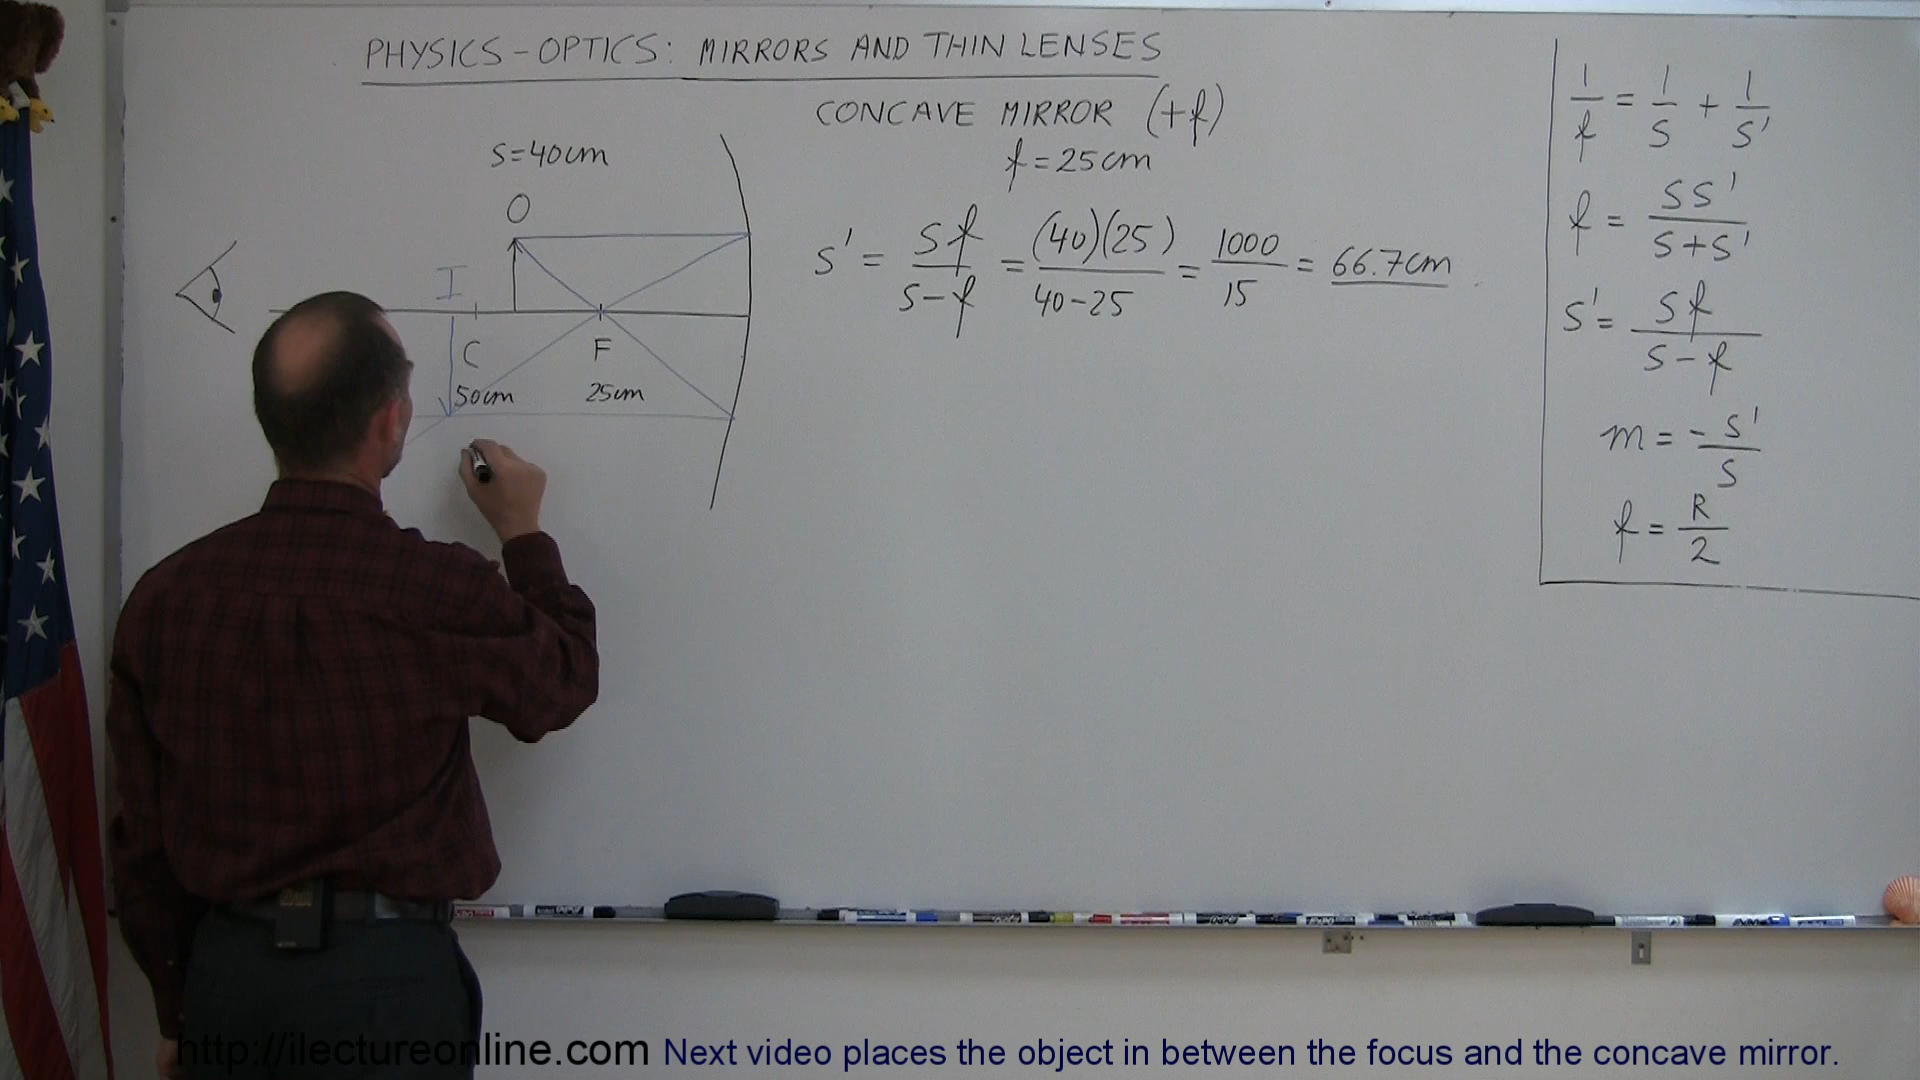 PHYSICS - OPTICS: MIRRORS AND THIN LENSES
CONCAVE MIRROR (+f)
f = 25cm
S=40cm
O
I
C
F
50cm
25cm
S' = Sf / S-f = (40)(25) / 40-25 = 1000 / 15 = 66.7cm
1/f = 1/S + 1/S'
f = SS' / S+S'
S' = Sf / S-f
m = -S' / S
f = R / 2
http://ilectureonline.com Next video places the object in between the focus and the concave mirror.